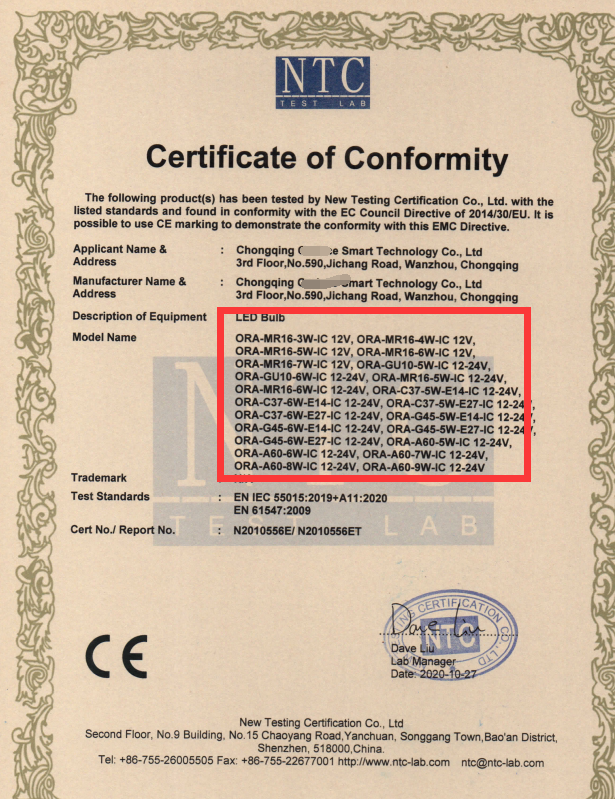 NTC
TEST LAB
Certificate of Conformity
The following product(s) has been tested by New Testing Certification Co., Ltd. with the
listed standards and found in conformity with the EC Council Directive of 2014/30/EU. It is
possible to use CE marking to demonstrate the conformity with this EMC Directive.
Applicant Name & Address : Chongqing C ce Smart Technology Co., Ltd
3rd Floor,No.590,Jichang Road, Wanzhou, Chongqing
Manufacturer Name & Address : Chongqing Smart Technology Co., Ltd
3rd Floor,No.590,Jichang Road, Wanzhou, Chongqing
Description of Equipment LED Bulb
Model Name ORA-MR16-3W-IC 12V, ORA-MR16-4W-IC 12V,
ORA-MR16-5W-IC 12V, ORA-MR16-6W-IC 12V,
ORA-MR16-7W-IC 12V, ORA-GU10-5W-IC 12-24V,
ORA-GU10-6W-IC 12-24V, ORA-MR16-5W-IC 12-24V,
ORA-MR16-6W-IC 12-24V, ORA-C37-5W-E14-IC 12-24V,
ORA-C37-6W-E14-IC 12-24V, ORA-C37-5W-E27-IC 12-24V,
ORA-C37-6W-E27-IC 12-24V, ORA-G45-5W-E14-IC 12-24V,
ORA-G45-6W-E14-IC 12-24V, ORA-G45-5W-E27-IC 12-24V,
ORA-G45-6W-E27-IC 12-24V, ORA-A60-5W-IC 12-24V,
ORA-A60-6W-IC 12-24V, ORA-A60-7W-IC 12-24V,
ORA-A60-8W-IC 12-24V, ORA-A60-9W-IC 12-24V
Trademark
Test Standards : EN IEC 55015:2019+A11:2020
EN 61547:2009
Cert No./ Report No. : N2010556E/ N2010556ET
NTC
TEST LAB
CE
TESTING CERTIFICATION CO., LTD
NTC
Dave Liu
Dave Liu
Lab Manager
Date: 2020-10-27
New Testing Certification Co., Ltd
Second Floor, No.9 Building, No.15 Chaoyang Road,Yanchuan, Songgang Town,Bao'an District,
Shenzhen, 518000,China.
Tel: +86-755-26005505 Fax: +86-755-22677001 http://www.ntc-lab.com ntc@ntc-lab.com